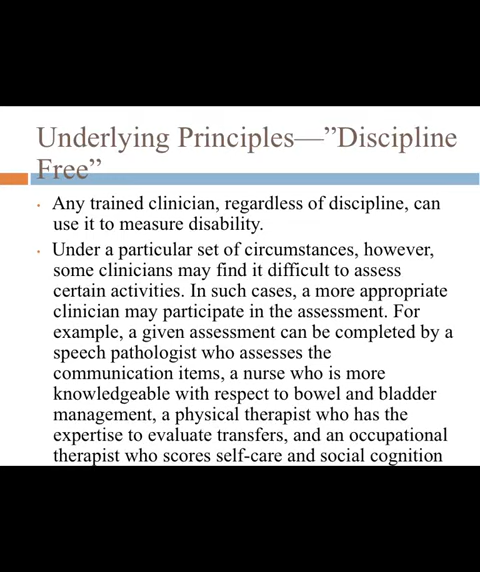 Underlying Principles—”Discipline
Free”
• Any trained clinician, regardless of discipline, can
use it to measure disability.
• Under a particular set of circumstances, however,
some clinicians may find it difficult to assess
certain activities. In such cases, a more appropriate
clinician may participate in the assessment. For
example, a given assessment can be completed by a
speech pathologist who assesses the
communication items, a nurse who is more
knowledgeable with respect to bowel and bladder
management, a physical therapist who has the
expertise to evaluate transfers, and an occupational
therapist who scores self-care and social cognition